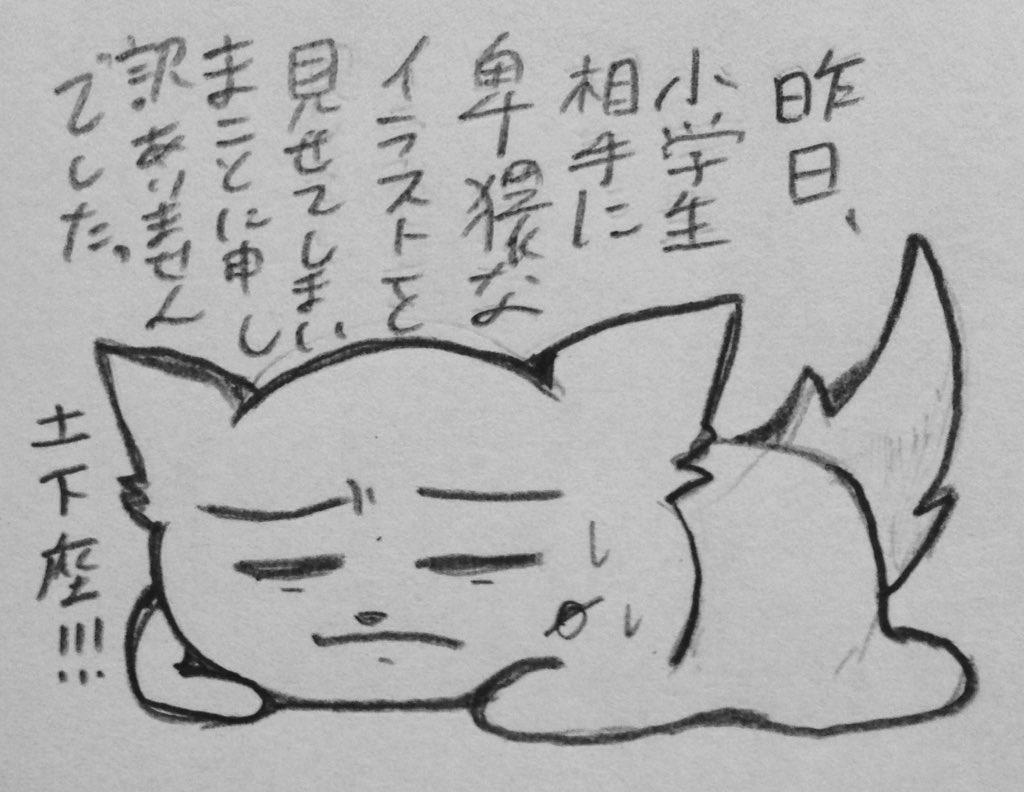 昨日、
小学生
相手に
卑猥な
イラストを
見せてしまい
まことに申し
訳ありません
でした。
土下座!!!